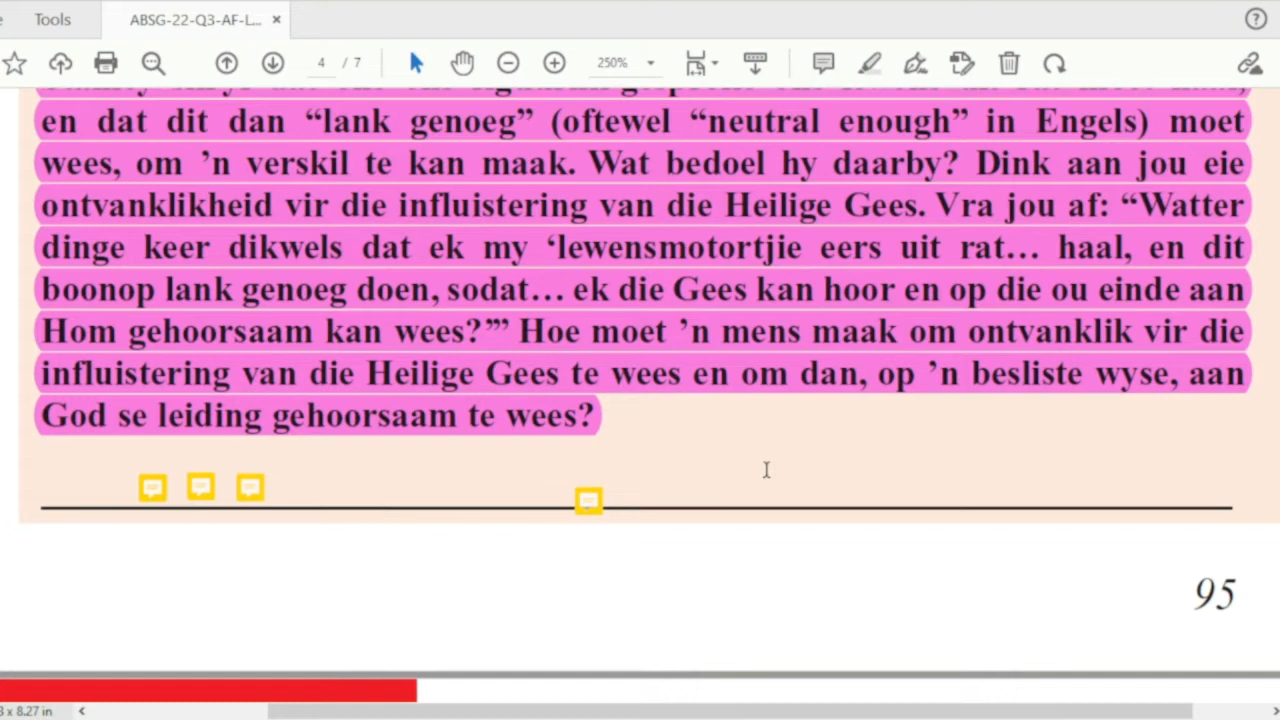 Tools
ABSG-22-Q3-AF-L... ×
4 / 7
250%
en dat dit dan “lank genoeg” (oftewel “neutral enough” in Engels) moet
wees, om ’n verskil te kan maak. Wat bedoel hy daarby? Dink aan jou eie
ontvanklikheid vir die influistering van die Heilige Gees. Vra jou af: “Watter
dinge keer dikwels dat ek my ‘lewensmotortjie eers uit rat… haal, en dit
boonop lank genoeg doen, sodat… ek die Gees kan hoor en op die ou einde aan
Hom gehoorsaam kan wees?’” Hoe moet ’n mens maak om ontvanklik vir die
influistering van die Heilige Gees te wees en om dan, op ’n besliste wyse, aan
God se leiding gehoorsaam te wees?
95
x 8.27 in